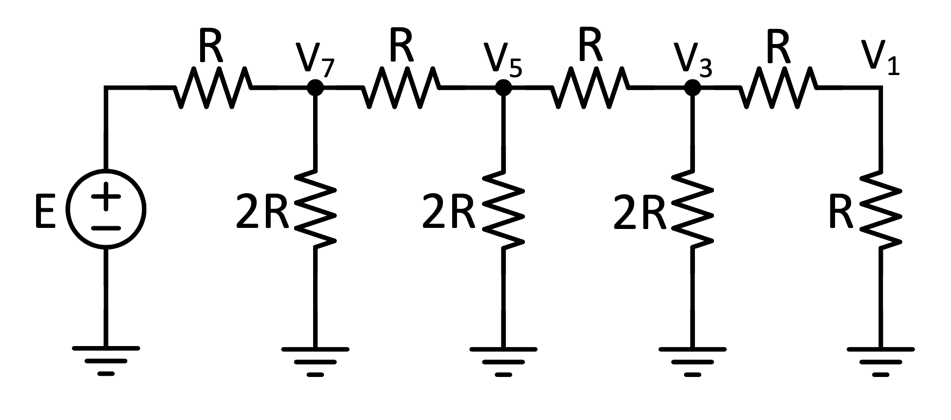 R V₇ R V₅ R V₃ R V₁
E 2R 2R 2R R